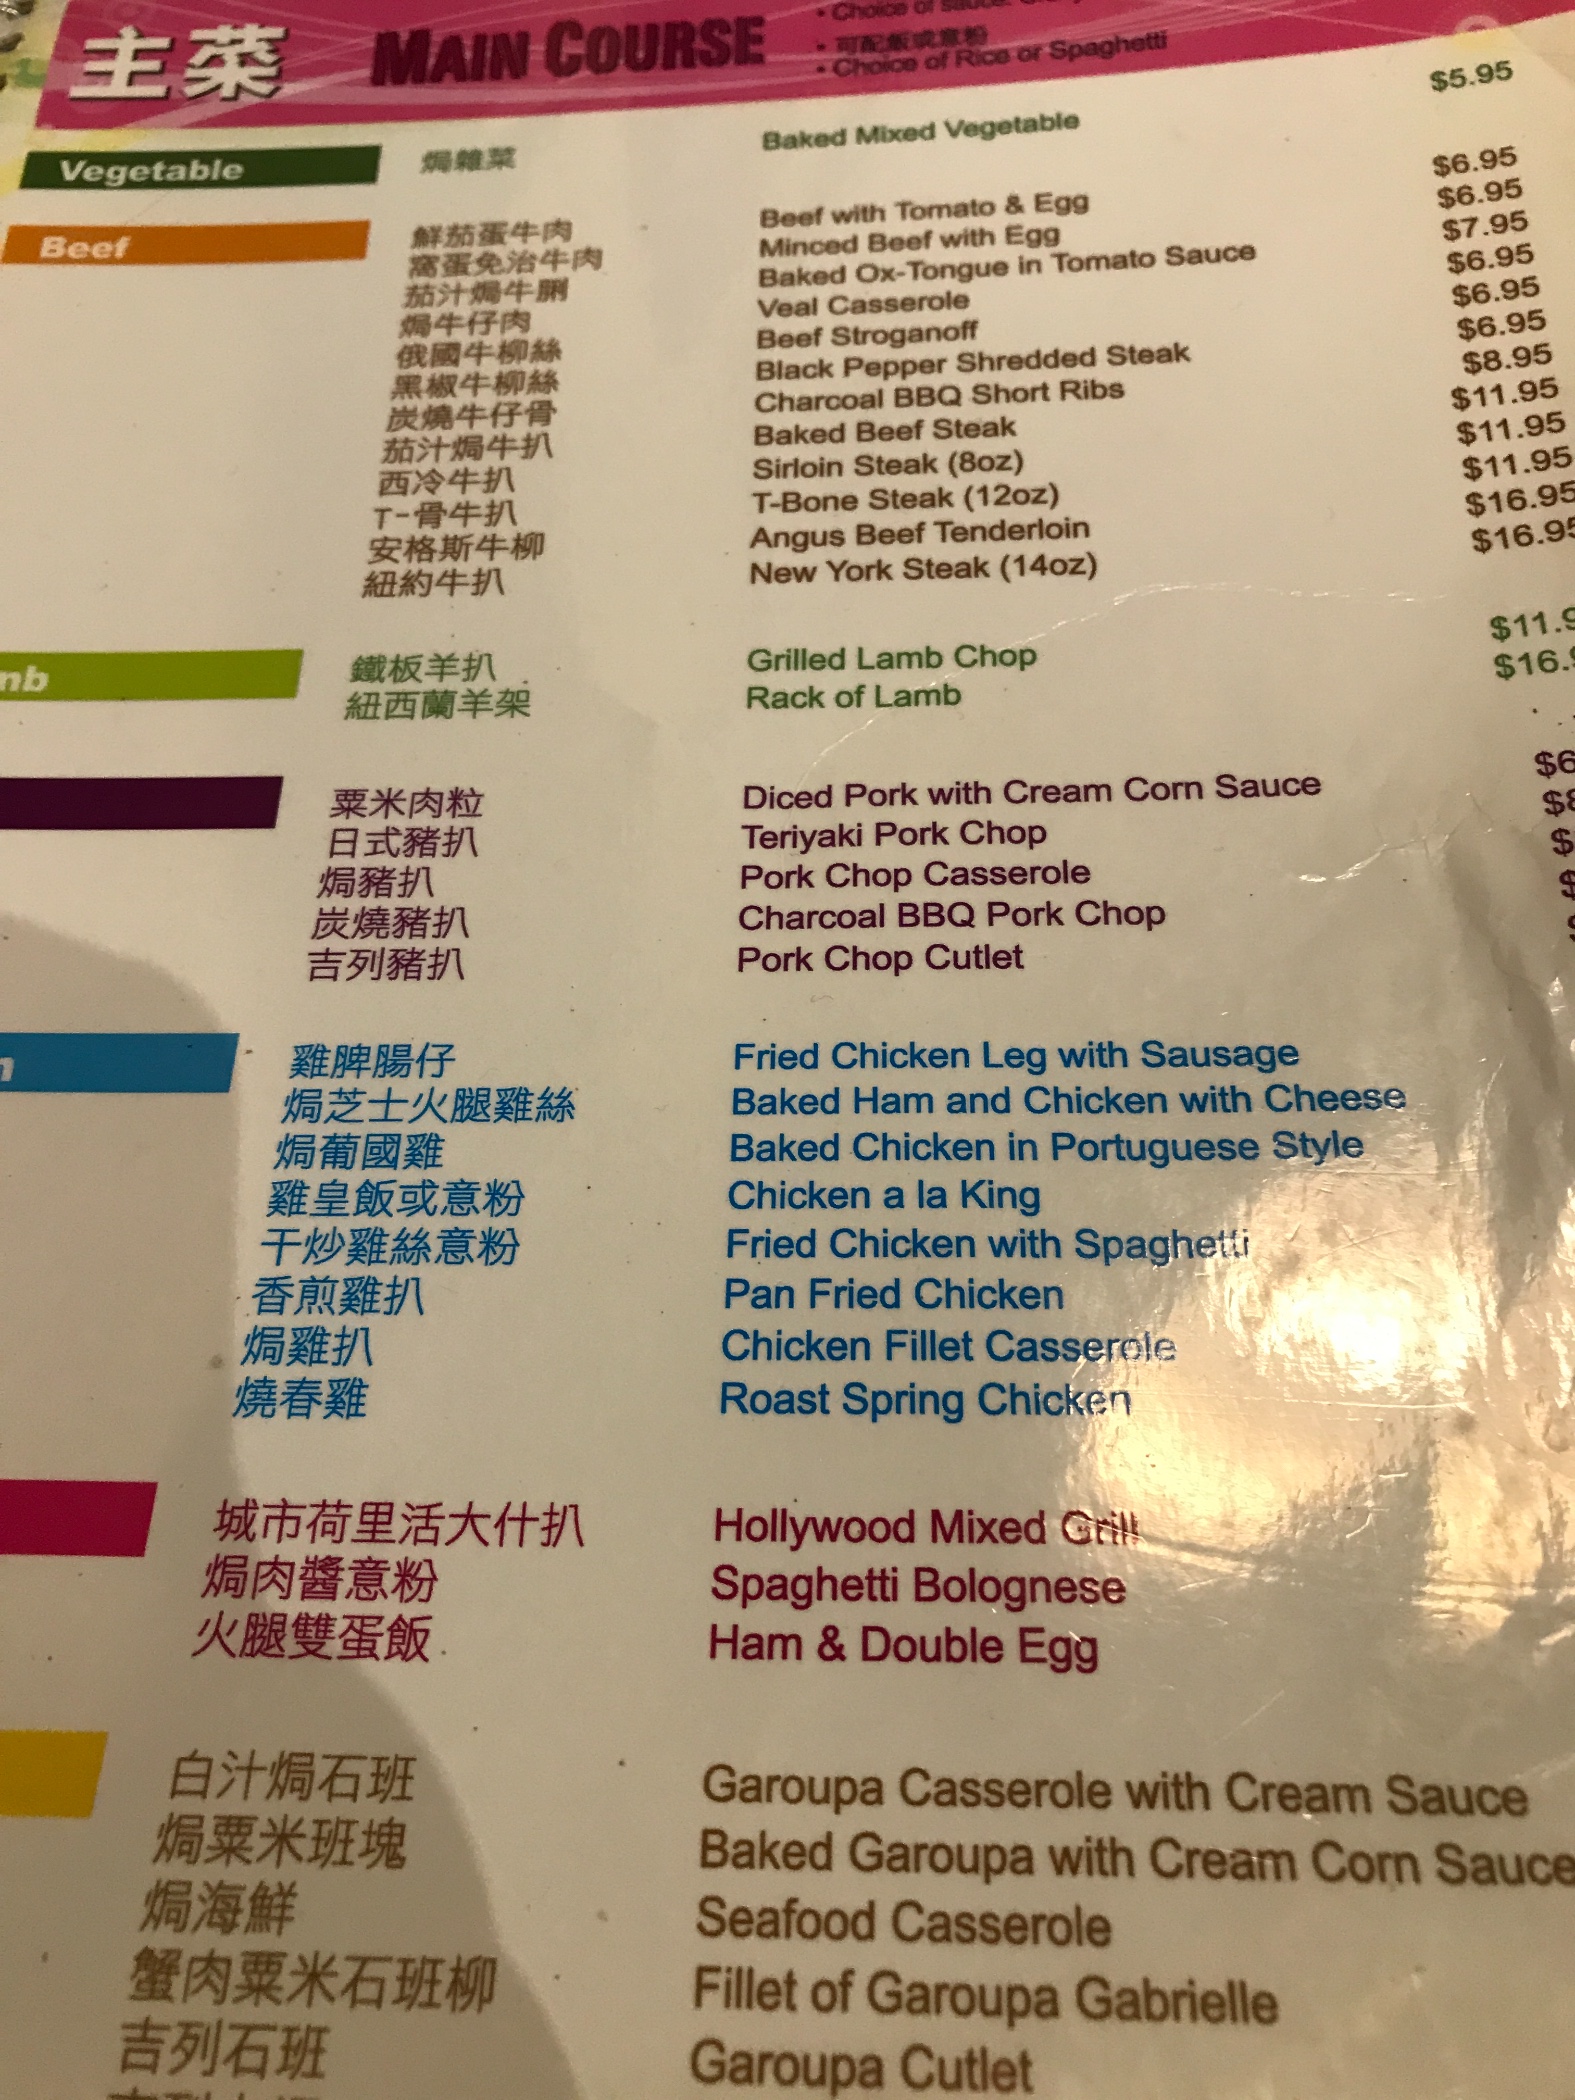 主菜 MAIN COURSE
• Choice of sauce:
• 可配飯或意粉
• Choice of Rice or Spaghetti
Vegetable 焗雜菜 Baked Mixed Vegetable $5.95
Beef 鮮茄蛋牛肉 Beef with Tomato & Egg $6.95
窩蛋免治牛肉 Minced Beef with Egg $6.95
茄汁焗牛脷 Baked Ox-Tongue in Tomato Sauce $7.95
焗牛仔肉 Veal Casserole $6.95
俄國牛柳絲 Beef Stroganoff $6.95
黑椒牛柳絲 Black Pepper Shredded Steak $6.95
炭燒牛仔骨 Charcoal BBQ Short Ribs $8.95
茄汁焗牛扒 Baked Beef Steak $11.95
西冷牛扒 Sirloin Steak (8oz) $11.95
T-骨牛扒 T-Bone Steak (12oz) $11.95
安格斯牛柳 Angus Beef Tenderloin $16.95
紐約牛扒 New York Steak (14oz) $16.95
mb 鐵板羊扒 Grilled Lamb Chop $11.9
紐西蘭羊架 Rack of Lamb $16.
粟米肉粒 Diced Pork with Cream Corn Sauce $6
日式豬扒 Teriyaki Pork Chop $8
焗豬扒 Pork Chop Casserole $
炭燒豬扒 Charcoal BBQ Pork Chop $
吉列豬扒 Pork Chop Cutlet
n 雞脾腸仔 Fried Chicken Leg with Sausage
焗芝士火腿雞絲 Baked Ham and Chicken with Cheese
焗葡國雞 Baked Chicken in Portuguese Style
雞皇飯或意粉 Chicken a la King
干炒雞絲意粉 Fried Chicken with Spaghetti
香煎雞扒 Pan Fried Chicken
焗雞扒 Chicken Fillet Casserole
燒春雞 Roast Spring Chicken
城市荷里活大什扒 Hollywood Mixed Grill
焗肉醬意粉 Spaghetti Bolognese
火腿雙蛋飯 Ham & Double Egg
白汁焗石班 Garoupa Casserole with Cream Sauce
焗粟米班塊 Baked Garoupa with Cream Corn Sauce
焗海鮮 Seafood Casserole
蟹肉粟米石班柳 Fillet of Garoupa Gabrielle
吉列石班 Garoupa Cutlet